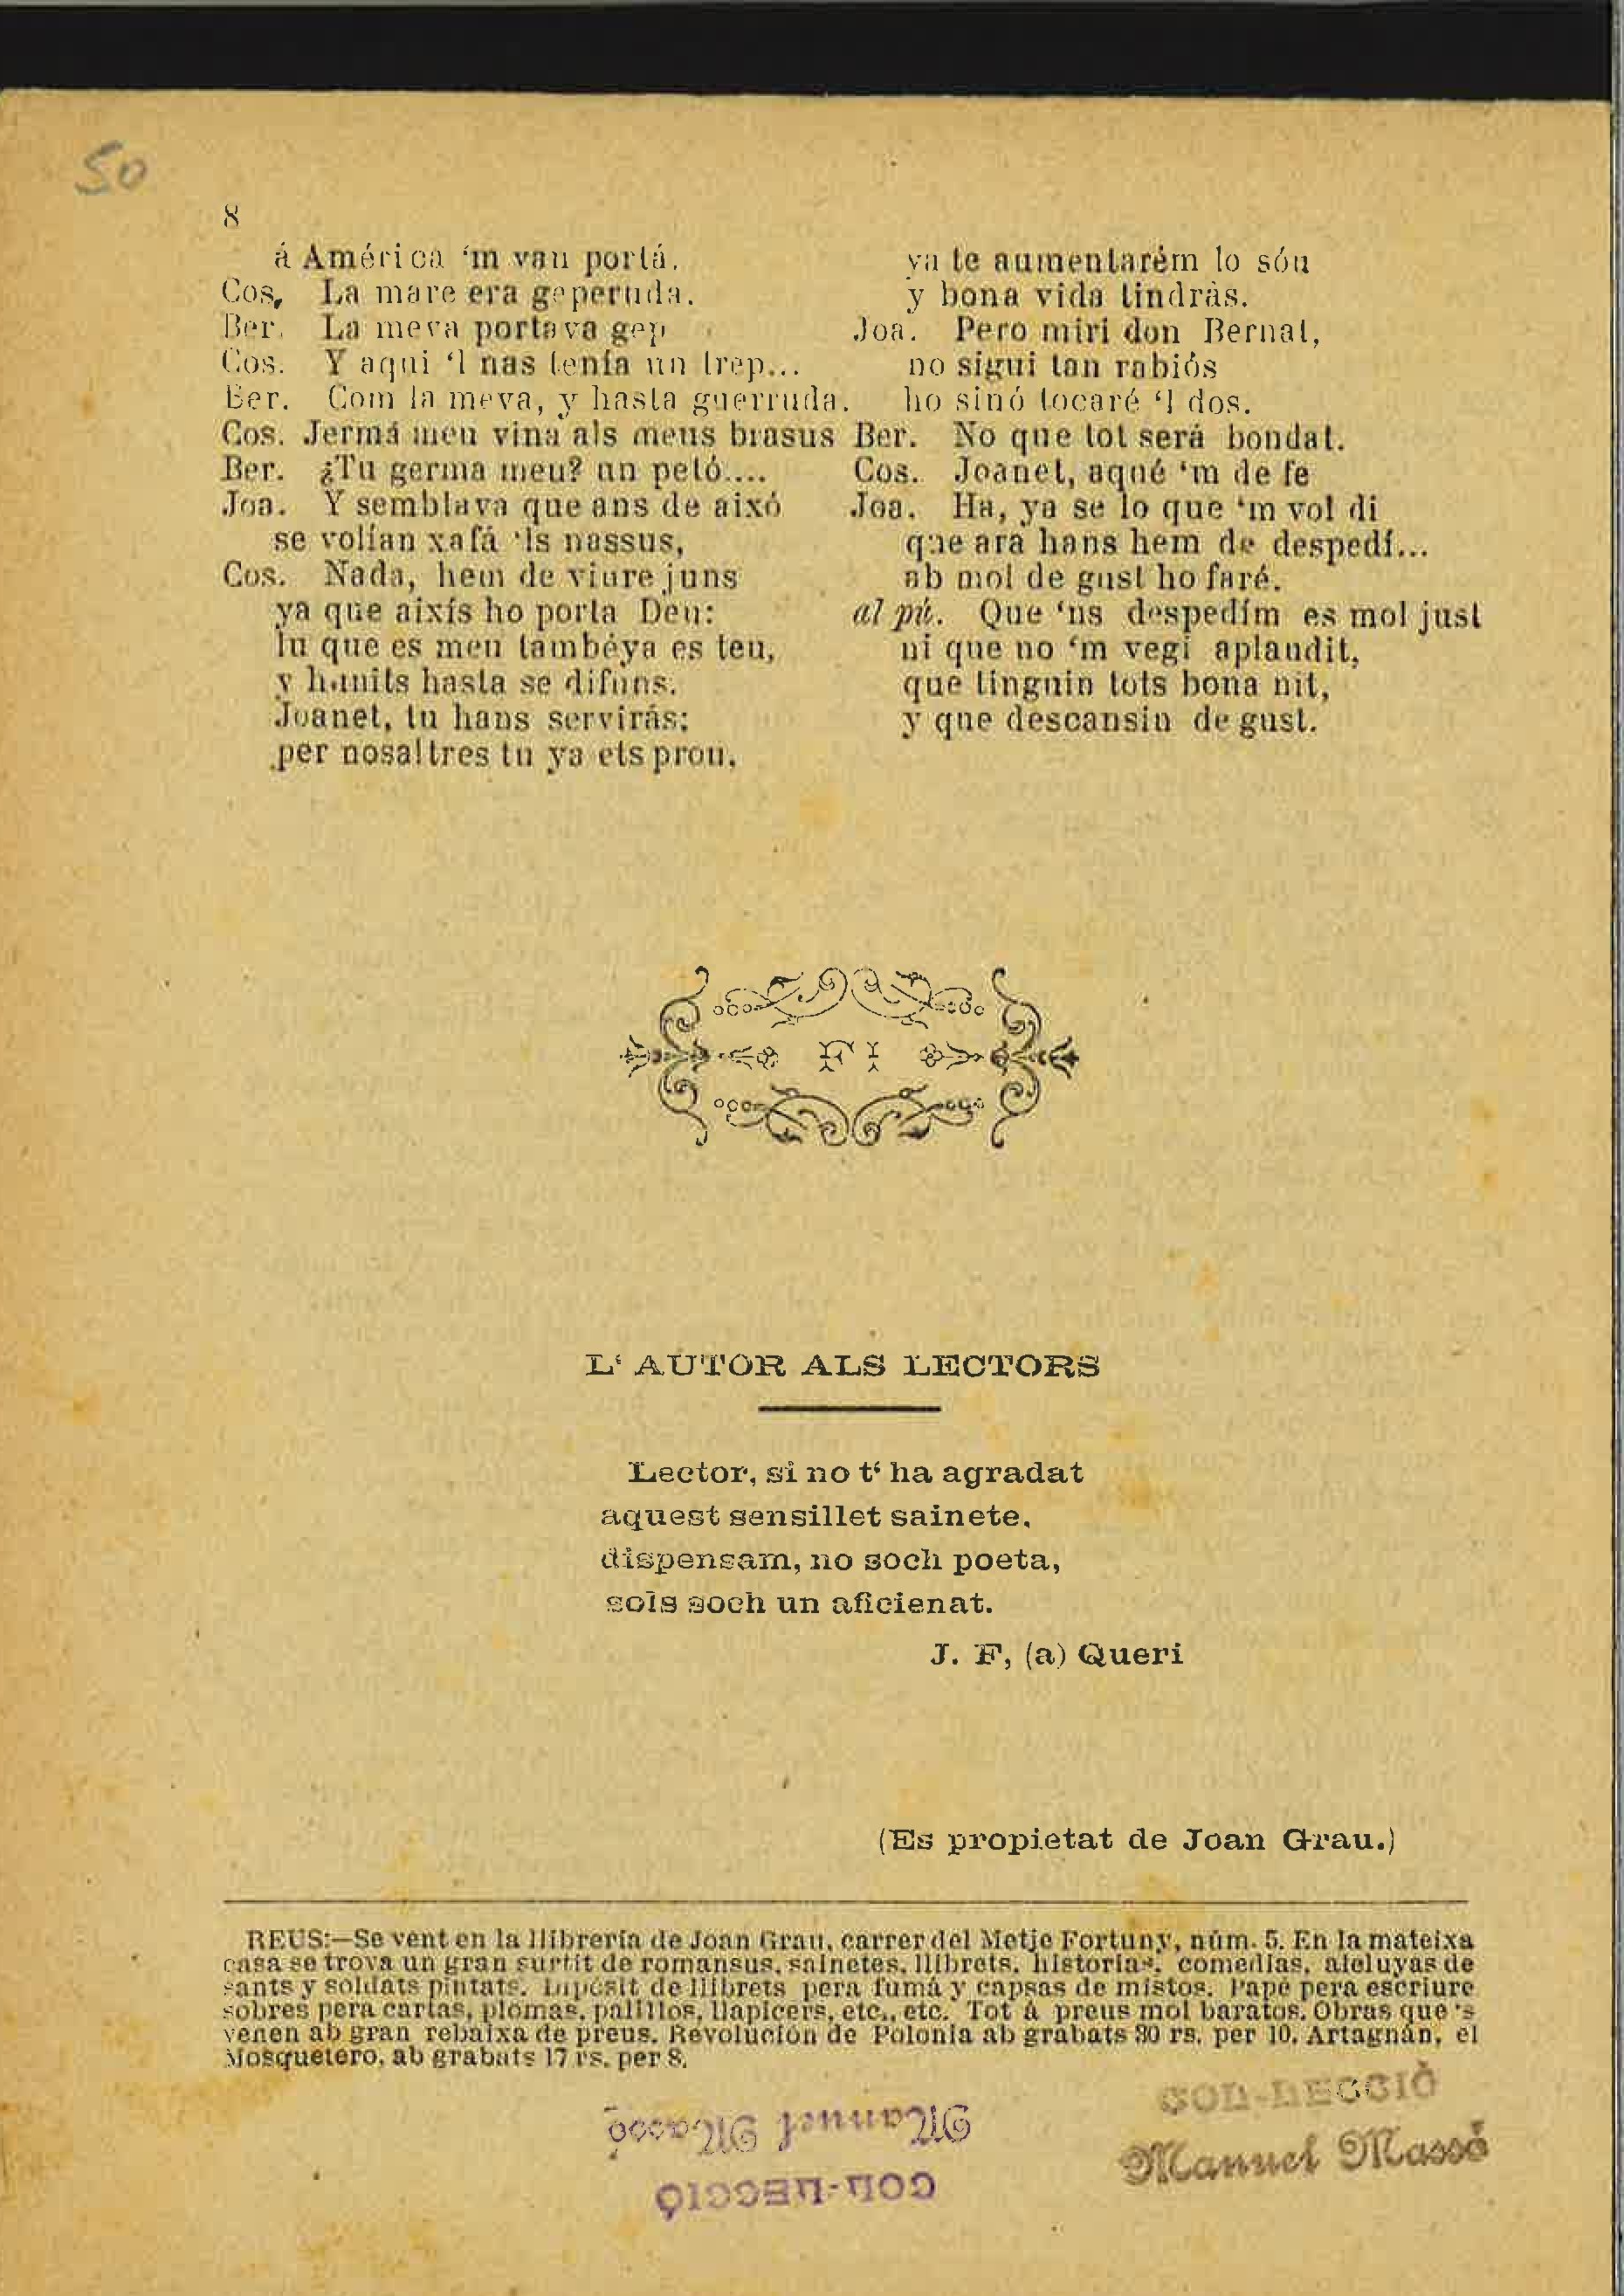 50
8
á América ‘m van portá.
Cos, La mare era geperuda.
Ber. La meva portava gep
Cos. Y aqui ‘l nas tenía un trep...
Ber. Com la meva, y hasta guerruda.
Cos. Jermá meu vina als meus brasus
Ber. ¿Tu germa meu? un petó....
Joa. Y semblava que ans de aixó
se volían xafá ‘ls nassus,
Cos. Nada, hem de viure juns
ya que aixís ho porta Deu:
lu que es meu tambéya es teu,
y hunits hasta se difuns.
Joanet, tu hans servirás;
per nosaltres tu ya ets prou,
ya te aumentarém lo sóu
y bona vida tindrás.
Joa. Pero miri don Bernat,
no sigui tan rabiós
ho sinó tocaré ‘l dos.
Ber. No que tot será bondat.
Cos. Joanet, aqué ‘m de fe
Joa. Ha, ya se lo que ‘m vol di
que ara hans hem de despedí...
ab mol de gust ho faré.
al pú. Que ‘ns despedím es mol just
ni que no ‘m vegi aplaudit,
que tinguin tots bona nit,
y que descansin de gust.
FI
L‘ AUTOR ALS LECTORS
Lector, si no t‘ ha agradat
aquest sensillet sainete,
dispensam, no soch poeta,
sols soch un aficienat.
J. F, (a) Queri
(Es propietat de Joan Grau.)
REUS:—Se vent en la llibrería de Joan Grau, carrer del Metje Fortuny, núm. 5. En la mateixa
casa se trova un gran surtit de romansus, sainetes, llibrets, historias, comedias, aleluyas de
sants y soldats pintats. Dipósit de llibrets pera fumá y capsas de mistos. Papé pera escriure
sobres pera cartas, plomas, palillos, llapicers, etc., etc. Tot á preus mol baratos. Obras que ‘s
venen ab gran rebaixa de preus. Revolución de Polonia ab grabats 30 rs. per 10. Artagnán, el
Mosquetero, ab grabats 17 rs. per 8.
COL-LECCIÓ
Manuel Massó
COL-LECCIÓ
Manuel Massó